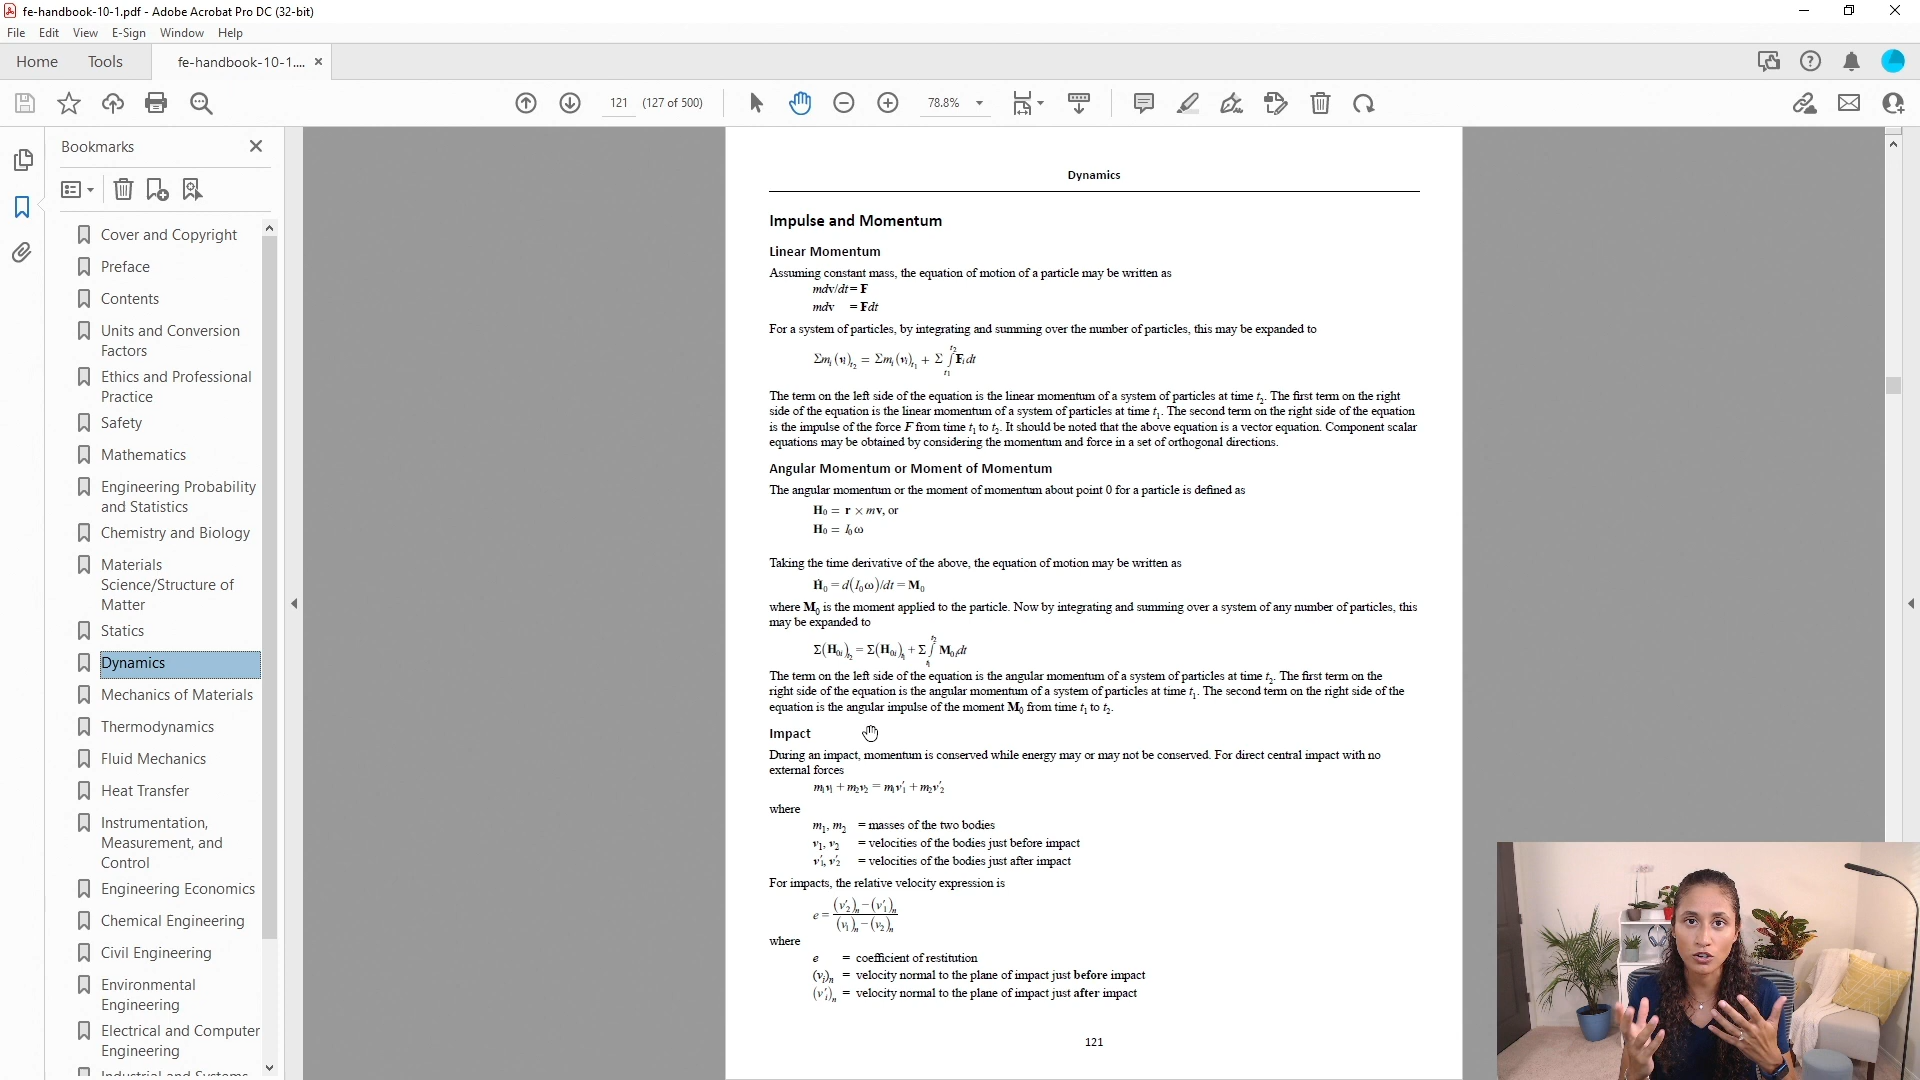 fe-handbook-10-1.pdf - Adobe Acrobat Pro DC (32-bit)
File Edit View E-Sign Window Help
Home Tools fe-handbook-10-1....
121 (127 of 500) 78.8%
Bookmarks
Cover and Copyright
Preface
Contents
Units and Conversion
Factors
Ethics and Professional
Practice
Safety
Mathematics
Engineering Probability
and Statistics
Chemistry and Biology
Materials
Science/Structure of
Matter
Statics
Dynamics
Mechanics of Materials
Thermodynamics
Fluid Mechanics
Heat Transfer
Instrumentation,
Measurement, and
Control
Engineering Economics
Chemical Engineering
Civil Engineering
Environmental
Engineering
Electrical and Computer
Engineering
Industrial and Systems
Dynamics
Impulse and Momentum
Linear Momentum
Assuming constant mass, the equation of motion of a particle may be written as
mdv/dt = F
mdv = Fdt
For a system of particles, by integrating and summing over the number of particles, this may be expanded to
Σmᵢ(vᵢ)t₂ = Σmᵢ(vᵢ)t₁ + Σ ∫t₁t₂ Fᵢ dt
The term on the left side of the equation is the linear momentum of a system of particles at time t₂. The first term on the right
side of the equation is the linear momentum of a system of particles at time t₁. The second term on the right side of the equation
is the impulse of the force F from time t₁ to t₂. It should be noted that the above equation is a vector equation. Component scalar
equations may be obtained by considering the momentum and force in a set of orthogonal directions.
Angular Momentum or Moment of Momentum
The angular momentum or the moment of momentum about point 0 for a particle is defined as
H₀ = r × mv, or
H₀ = I₀ω
Taking the time derivative of the above, the equation of motion may be written as
Ḣ₀ = d(I₀ω)/dt = M₀
where M₀ is the moment applied to the particle. Now by integrating and summing over a system of any number of particles, this
may be expanded to
Σ(H₀ᵢ)t₂ = Σ(H₀ᵢ)t₁ + Σ ∫t₁t₂ M₀ᵢdt
The term on the left side of the equation is the angular momentum of a system of particles at time t₂. The first term on the
right side of the equation is the angular momentum of a system of particles at time t₁. The second term on the right side of the
equation is the angular impulse of the moment M₀ from time t₁ to t₂.
Impact
During an impact, momentum is conserved while energy may or may not be conserved. For direct central impact with no
external forces
m₁v₁ + m₂v₂ = m₁v′₁ + m₂v′₂
where
m₁, m₂ = masses of the two bodies
v₁, v₂ = velocities of the bodies just before impact
v′₁, v′₂ = velocities of the bodies just after impact
For impacts, the relative velocity expression is
e = ((v′₂)ₙ − (v′₁)ₙ) / ((v₁)ₙ − (v₂)ₙ)
where
e = coefficient of restitution
(vᵢ)ₙ = velocity normal to the plane of impact just before impact
(v′ᵢ)ₙ = velocity normal to the plane of impact just after impact
121